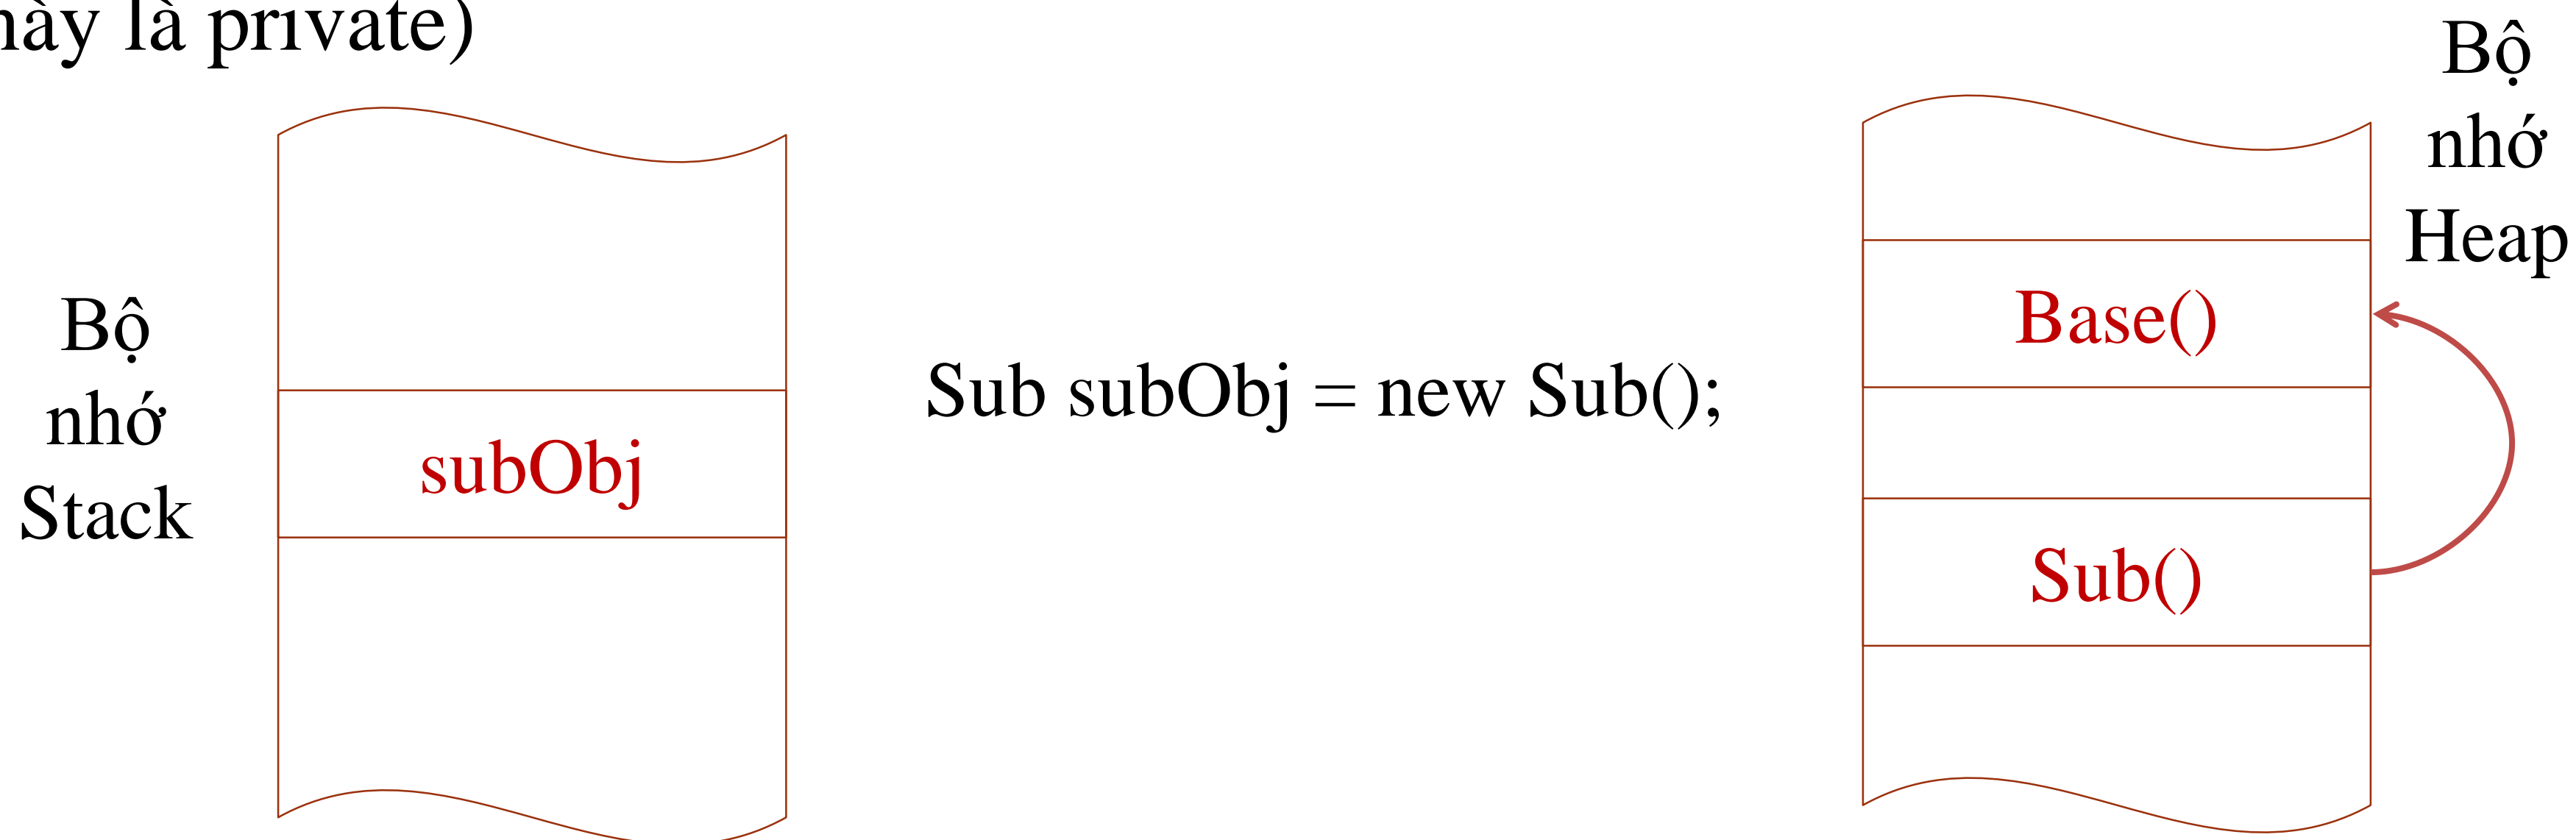 này là private)
Bộ
nhớ
Stack
subObj
Sub subObj = new Sub();
Base()
Sub()
Bộ
nhớ
Heap